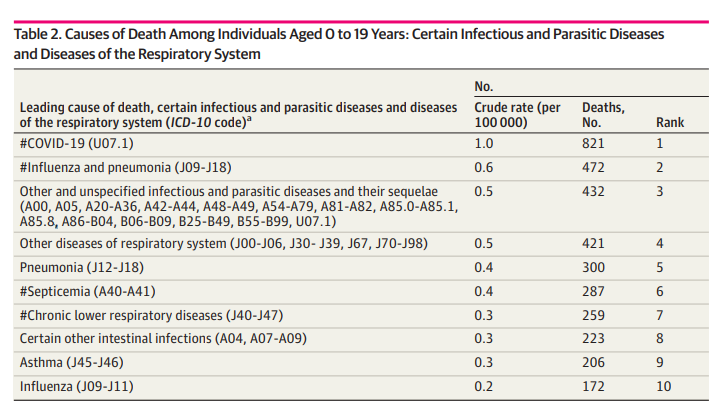 Table 2. Causes of Death Among Individuals Aged 0 to 19 Years: Certain Infectious and Parasitic Diseases
and Diseases of the Respiratory System
No.
Leading cause of death, certain infectious and parasitic diseases and diseases
of the respiratory system (ICD-10 code)a
Crude rate (per
100 000)
Deaths,
No.
Rank
#COVID-19 (U07.1) 1.0 821 1
#Influenza and pneumonia (J09-J18) 0.6 472 2
Other and unspecified infectious and parasitic diseases and their sequelae 0.5 432 3
(A00, A05, A20-A36, A42-A44, A48-A49, A54-A79, A81-A82, A85.0-A85.1,
A85.8, A86-B04, B06-B09, B25-B49, B55-B99, U07.1)
Other diseases of respiratory system (J00-J06, J30- J39, J67, J70-J98) 0.5 421 4
Pneumonia (J12-J18) 0.4 300 5
#Septicemia (A40-A41) 0.4 287 6
#Chronic lower respiratory diseases (J40-J47) 0.3 259 7
Certain other intestinal infections (A04, A07-A09) 0.3 223 8
Asthma (J45-J46) 0.3 206 9
Influenza (J09-J11) 0.2 172 10